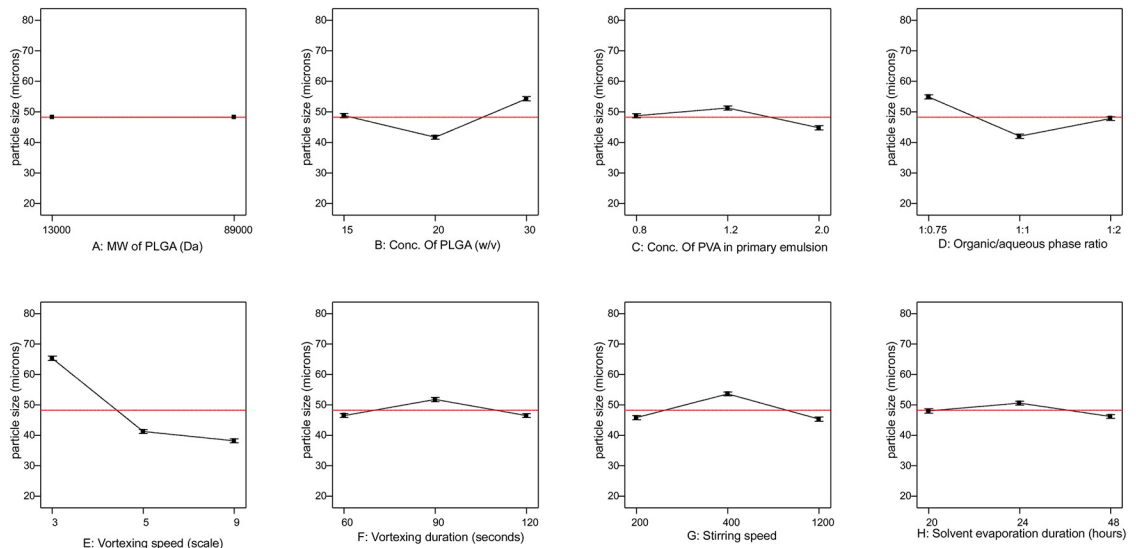 80
70
60
50
40
30
20
particle size (microns)
13000 89000
A: MW of PLGA (Da)
80
70
60
50
40
30
20
particle size (microns)
15 20 30
B: Conc. Of PLGA (w/v)
80
70
60
50
40
30
20
particle size (microns)
0.8 1.2 2.0
C: Conc. Of PVA in primary emulsion
80
70
60
50
40
30
20
particle size (microns)
1:0.75 1:1 1:2
D: Organic/aqueous phase ratio
80
70
60
50
40
30
20
particle size (microns)
3 5 9
E: Vortexing speed (scale)
80
70
60
50
40
30
20
particle size (microns)
60 90 120
F: Vortexing duration (seconds)
80
70
60
50
40
30
20
particle size (microns)
200 400 1200
G: Stirring speed
80
70
60
50
40
30
20
particle size (microns)
20 24 48
H: Solvent evaporation duration (hours)